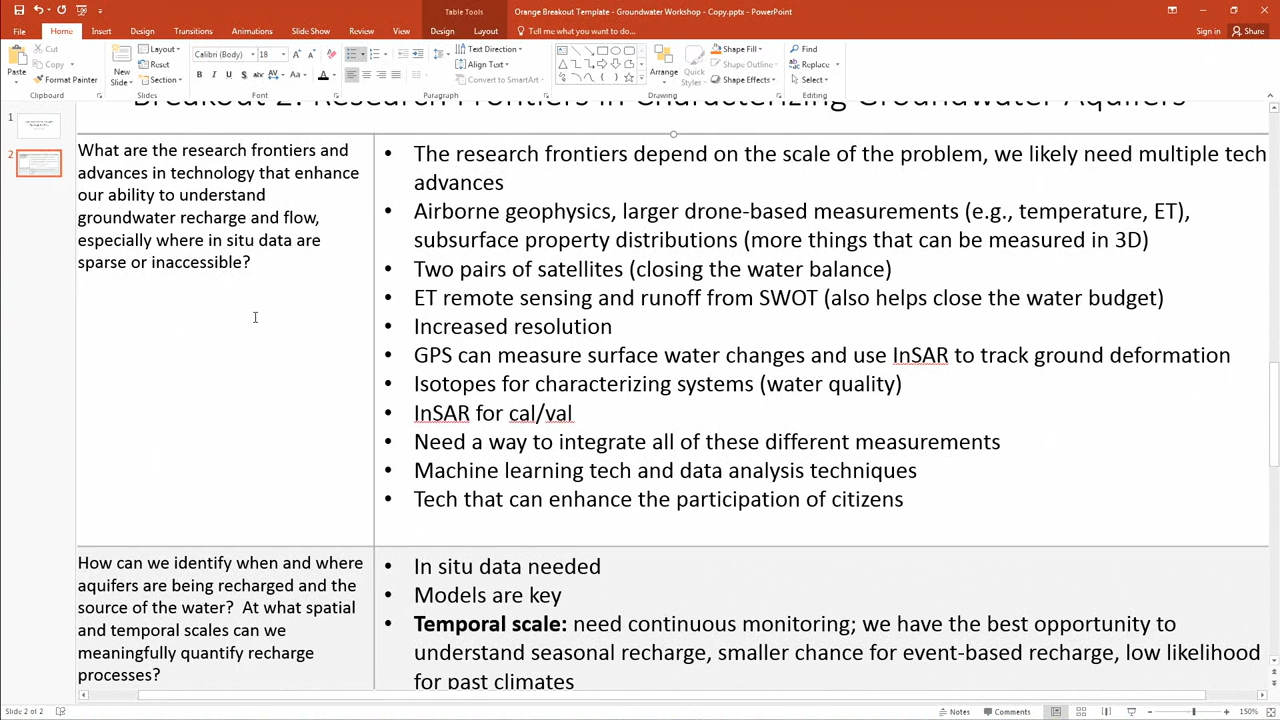 Table Tools
Orange Breakout Template - Groundwater Workshop - Copy.pptx - PowerPoint
File Home Insert Design Transitions Animations Slide Show Review View Design Layout Tell me what you want to do... Sign in Share
Paste
Cut
Copy
Format Painter
Clipboard
New
Slide
Layout
Reset
Section
Slides
Calibri (Body) 18
B I U S abc AV Aa A
Font
Text Direction
Align Text
Convert to SmartArt
Paragraph
Arrange
Quick
Styles
Shape Fill
Shape Outline
Shape Effects
Drawing
Find
Replace
Select
Editing
1
2
Breakout 2: Research Frontiers in Characterizing Groundwater Aquifers
What are the research frontiers and
advances in technology that enhance
our ability to understand
groundwater recharge and flow,
especially where in situ data are
sparse or inaccessible?
• The research frontiers depend on the scale of the problem, we likely need multiple tech
advances
• Airborne geophysics, larger drone-based measurements (e.g., temperature, ET),
subsurface property distributions (more things that can be measured in 3D)
• Two pairs of satellites (closing the water balance)
• ET remote sensing and runoff from SWOT (also helps close the water budget)
• Increased resolution
• GPS can measure surface water changes and use InSAR to track ground deformation
• Isotopes for characterizing systems (water quality)
• InSAR for cal/val
• Need a way to integrate all of these different measurements
• Machine learning tech and data analysis techniques
• Tech that can enhance the participation of citizens
How can we identify when and where
aquifers are being recharged and the
source of the water? At what spatial
and temporal scales can we
meaningfully quantify recharge
processes?
• In situ data needed
• Models are key
• Temporal scale: need continuous monitoring; we have the best opportunity to
understand seasonal recharge, smaller chance for event-based recharge, low likelihood
for past climates
Slide 2 of 2
Notes Comments 150%